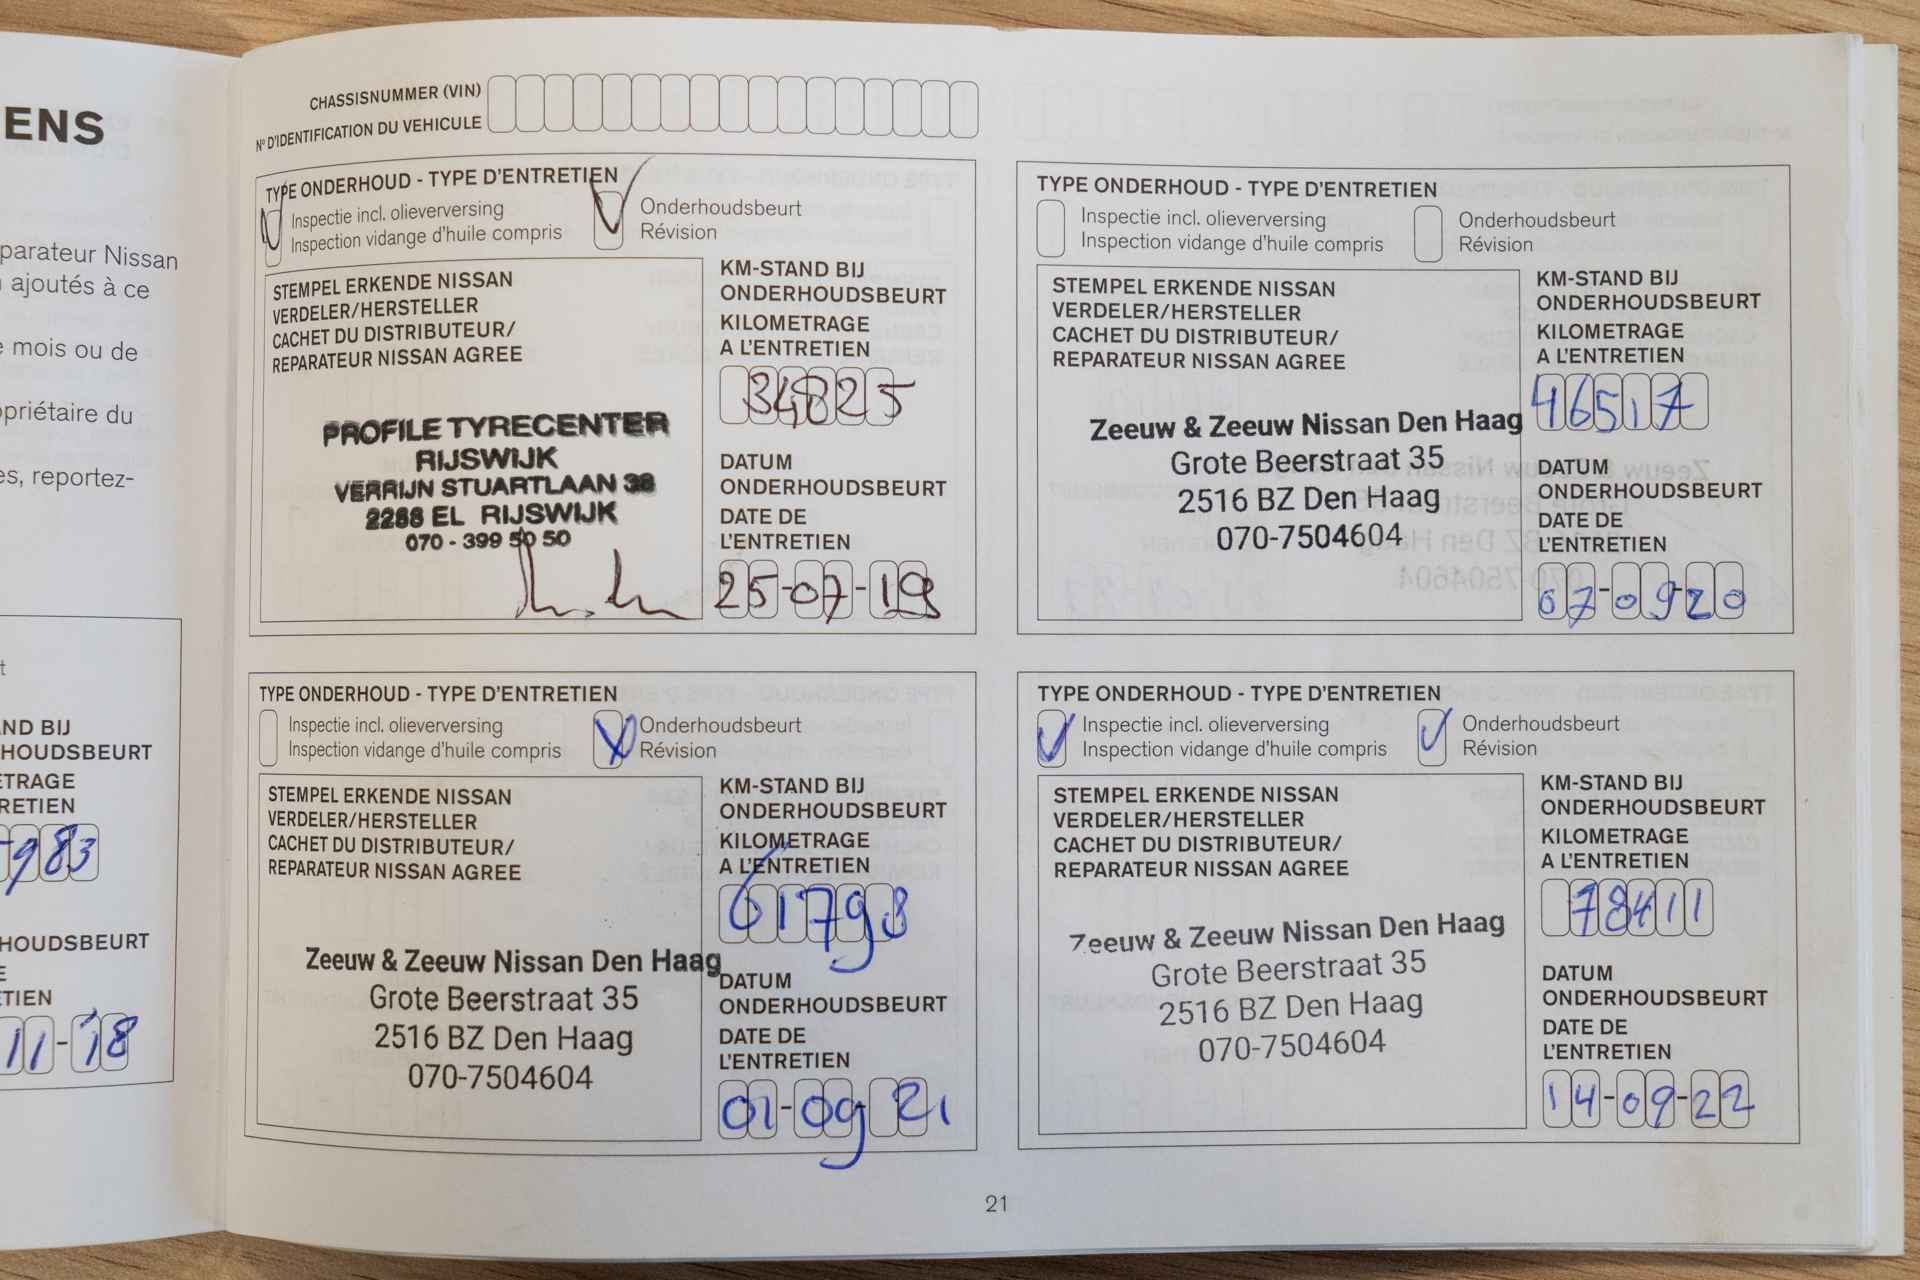 ENS
parateur Nissan
ajoutés à ce
mois ou de
opriétaire du
es, reportez-
AND BIJ
HOUDSBEURT
ETRAGE
RETIEN
983
HOUDSBEURT
E
ETIEN
11-18
CHASSISNUMMER (VIN)
N° D'IDENTIFICATION DU VEHICULE
TYPE ONDERHOUD - TYPE D'ENTRETIEN
Inspectie incl. olieverversing
Inspection vidange d'huile compris
Onderhoudsbeurt
Révision
STEMPEL ERKENDE NISSAN
VERDELER/HERSTELLER
CACHET DU DISTRIBUTEUR/
REPARATEUR NISSAN AGREE
PROFILE TYRECENTER
RIJSWIJK
VERRIJN STUARTLAAN 38
2288 EL RIJSWIJK
070 - 399 50 50
KM-STAND BIJ
ONDERHOUDSBEURT
KILOMETRAGE
A L'ENTRETIEN
34825
DATUM
ONDERHOUDSBEURT
DATE DE
L'ENTRETIEN
25-07-19
TYPE ONDERHOUD - TYPE D'ENTRETIEN
Inspectie incl. olieverversing
Inspection vidange d'huile compris
Onderhoudsbeurt
Révision
STEMPEL ERKENDE NISSAN
VERDELER/HERSTELLER
CACHET DU DISTRIBUTEUR/
REPARATEUR NISSAN AGREE
Zeeuw & Zeeuw Nissan Den Haag
Grote Beerstraat 35
2516 BZ Den Haag
070-7504604
KM-STAND BIJ
ONDERHOUDSBEURT
KILOMETRAGE
A L'ENTRETIEN
46517
DATUM
ONDERHOUDSBEURT
DATE DE
L'ENTRETIEN
07-09-20
TYPE ONDERHOUD - TYPE D'ENTRETIEN
Inspectie incl. olieverversing
Inspection vidange d'huile compris
Onderhoudsbeurt
Révision
STEMPEL ERKENDE NISSAN
VERDELER/HERSTELLER
CACHET DU DISTRIBUTEUR/
REPARATEUR NISSAN AGREE
Zeeuw & Zeeuw Nissan Den Haag
Grote Beerstraat 35
2516 BZ Den Haag
070-7504604
KM-STAND BIJ
ONDERHOUDSBEURT
KILOMETRAGE
A L'ENTRETIEN
61798
DATUM
ONDERHOUDSBEURT
DATE DE
L'ENTRETIEN
01-09 21
TYPE ONDERHOUD - TYPE D'ENTRETIEN
Inspectie incl. olieverversing
Inspection vidange d'huile compris
Onderhoudsbeurt
Révision
STEMPEL ERKENDE NISSAN
VERDELER/HERSTELLER
CACHET DU DISTRIBUTEUR/
REPARATEUR NISSAN AGREE
Zeeuw & Zeeuw Nissan Den Haag
Grote Beerstraat 35
2516 BZ Den Haag
070-7504604
KM-STAND BIJ
ONDERHOUDSBEURT
KILOMETRAGE
A L'ENTRETIEN
78411
DATUM
ONDERHOUDSBEURT
DATE DE
L'ENTRETIEN
14-09-22
21